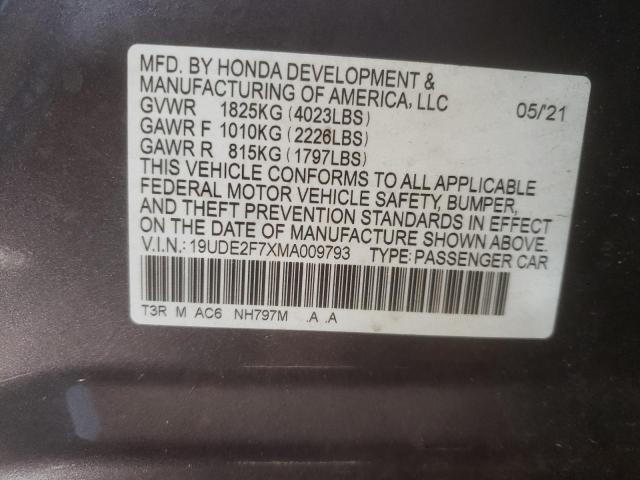 MFD. BY HONDA DEVELOPMENT &
MANUFACTURING OF AMERICA, LLC 05/'21
GVWR 1825KG (4023LBS)
GAWR F 1010KG (2226LBS)
GAWR R 815KG (1797LBS)
THIS VEHICLE CONFORMS TO ALL APPLICABLE
FEDERAL MOTOR VEHICLE SAFETY, BUMPER,
AND THEFT PREVENTION STANDARDS IN EFFECT
ON THE DATE OF MANUFACTURE SHOWN ABOVE.
V.I.N.: 19UDE2F7XMA009793 TYPE: PASSENGER CAR
T3R M AC6 NH797M .A .A